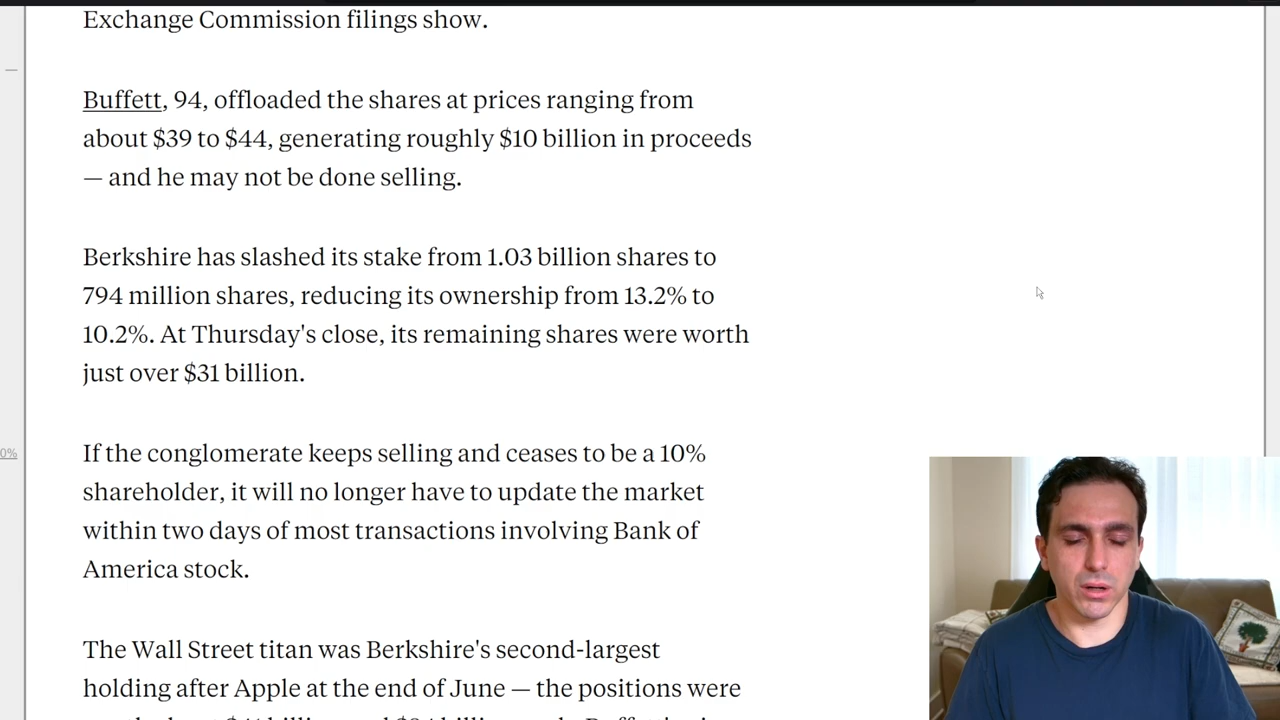 Exchange Commission filings show.
Buffett, 94, offloaded the shares at prices ranging from
about $39 to $44, generating roughly $10 billion in proceeds
— and he may not be done selling.
Berkshire has slashed its stake from 1.03 billion shares to
794 million shares, reducing its ownership from 13.2% to
10.2%. At Thursday's close, its remaining shares were worth
just over $31 billion.
0%
If the conglomerate keeps selling and ceases to be a 10%
shareholder, it will no longer have to update the market
within two days of most transactions involving Bank of
America stock.
The Wall Street titan was Berkshire's second-largest
holding after Apple at the end of June — the positions were